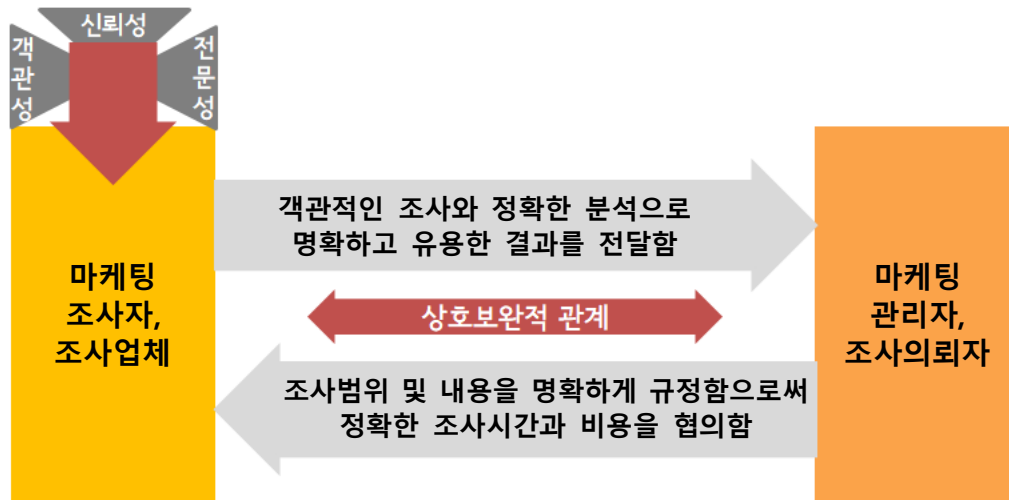 신뢰성
객관성
전문성
객관적인 조사와 정확한 분석으로
명확하고 유용한 결과를 전달함
마케팅
조사자,
조사업체
상호보완적 관계
마케팅
관리자,
조사의뢰자
조사범위 및 내용을 명확하게 규정함으로써
정확한 조사시간과 비용을 협의함